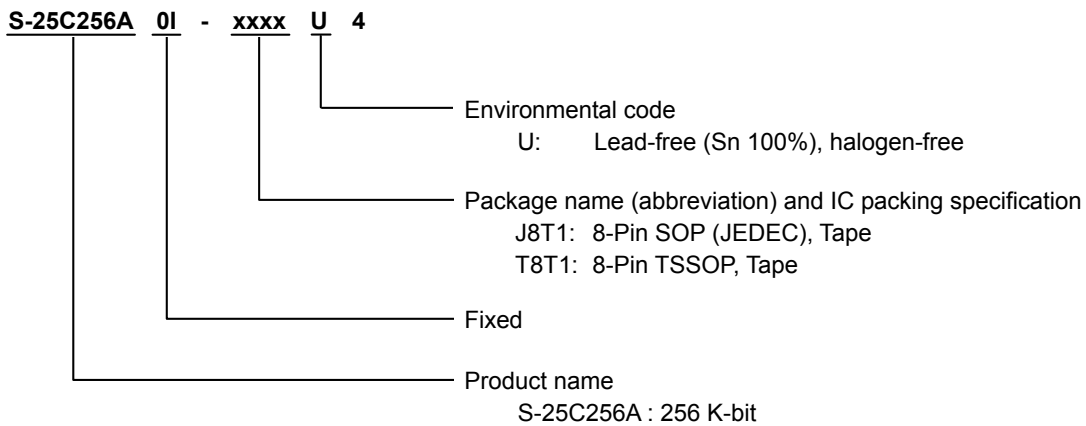 S-25C256A 0I - xxxx U 4
Environmental code
U: Lead-free (Sn 100%), halogen-free
Package name (abbreviation) and IC packing specification
J8T1: 8-Pin SOP (JEDEC), Tape
T8T1: 8-Pin TSSOP, Tape
Fixed
Product name
S-25C256A : 256 K-bit